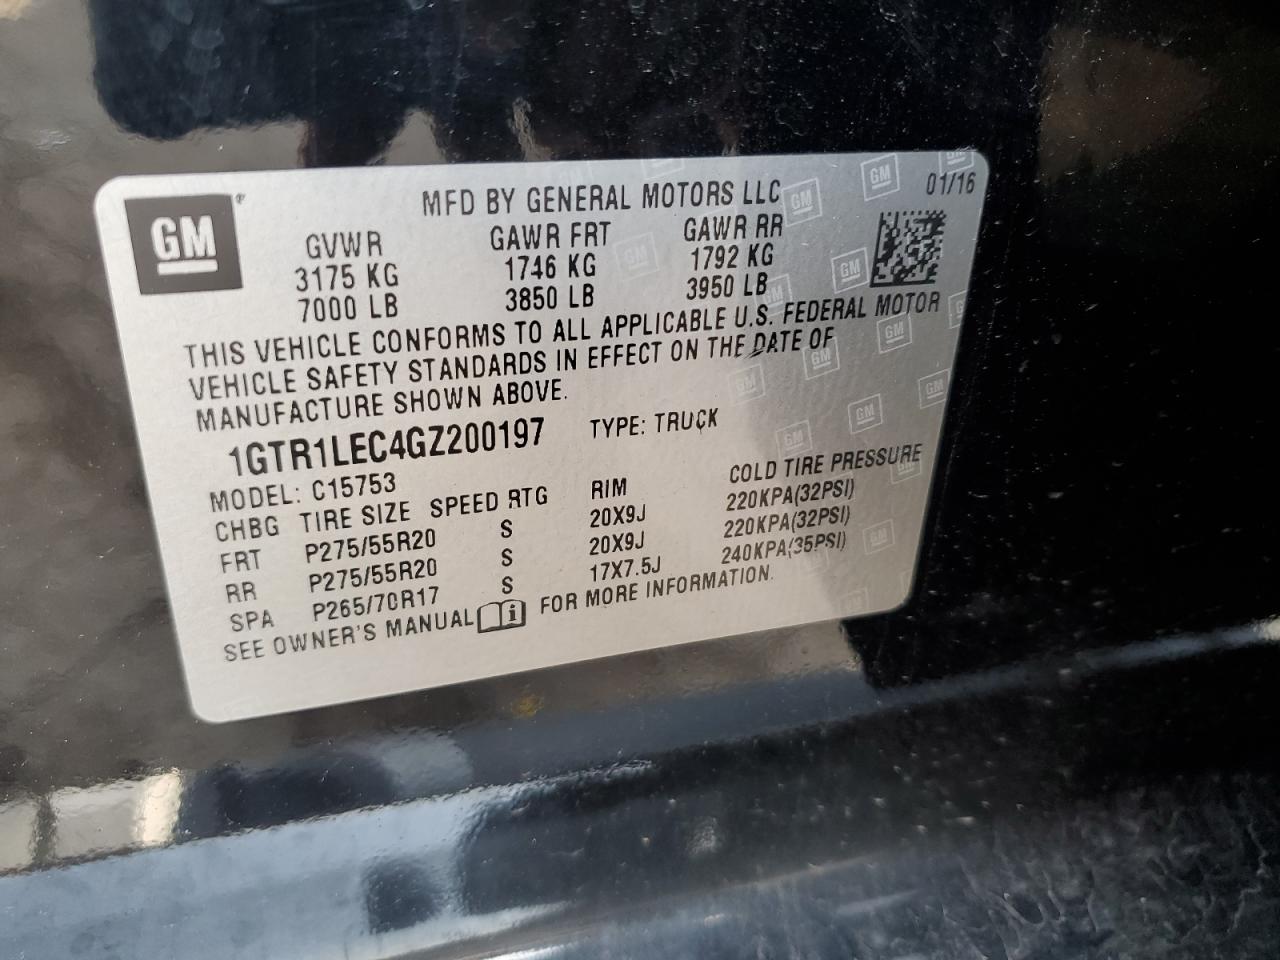 GM
MFD BY GENERAL MOTORS LLC 01/16
GVWR GAWR FRT GAWR RR
3175 KG 1746 KG 1792 KG
7000 LB 3850 LB 3950 LB
THIS VEHICLE CONFORMS TO ALL APPLICABLE U.S. FEDERAL MOTOR
VEHICLE SAFETY STANDARDS IN EFFECT ON THE DATE OF
MANUFACTURE SHOWN ABOVE.
1GTR1LEC4GZ200197 TYPE: TRUCK
MODEL: C15753
CHBG TIRE SIZE SPEED RTG RIM COLD TIRE PRESSURE
FRT P275/55R20 S 20X9J 220KPA(32PSI)
RR P275/55R20 S 20X9J 220KPA(32PSI)
SPA P265/70R17 S 17X7.5J 240KPA(35PSI)
SEE OWNER'S MANUAL FOR MORE INFORMATION.